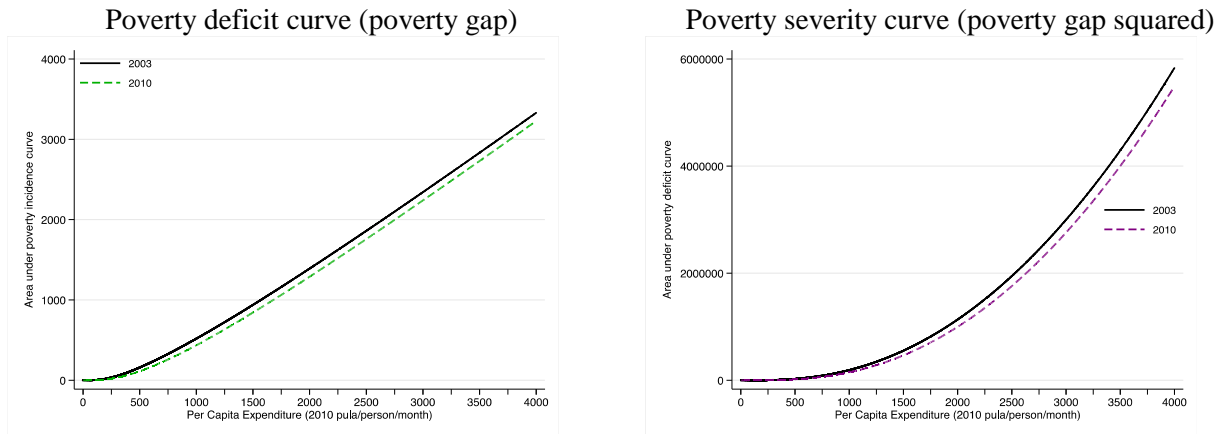 Poverty deficit curve (poverty gap)
4000
3000
2000
1000
0
Area under poverty incidence curve
2003
2010
0 500 1000 1500 2000 2500 3000 3500 4000
Per Capita Expenditure (2010 pula/person/month)
Poverty severity curve (poverty gap squared)
6000000
4000000
2000000
0
Area under poverty deficit curve
2003
2010
0 500 1000 1500 2000 2500 3000 3500 4000
Per Capita Expenditure (2010 pula/person/month)